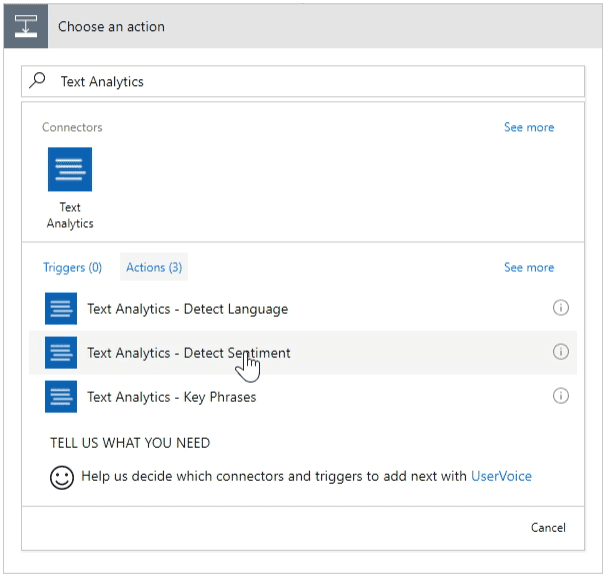 Choose an action
Text Analytics
Connectors See more
Text
Analytics
Triggers (0) Actions (3) See more
Text Analytics - Detect Language
Text Analytics - Detect Sentiment
Text Analytics - Key Phrases
TELL US WHAT YOU NEED
Help us decide which connectors and triggers to add next with UserVoice
Cancel